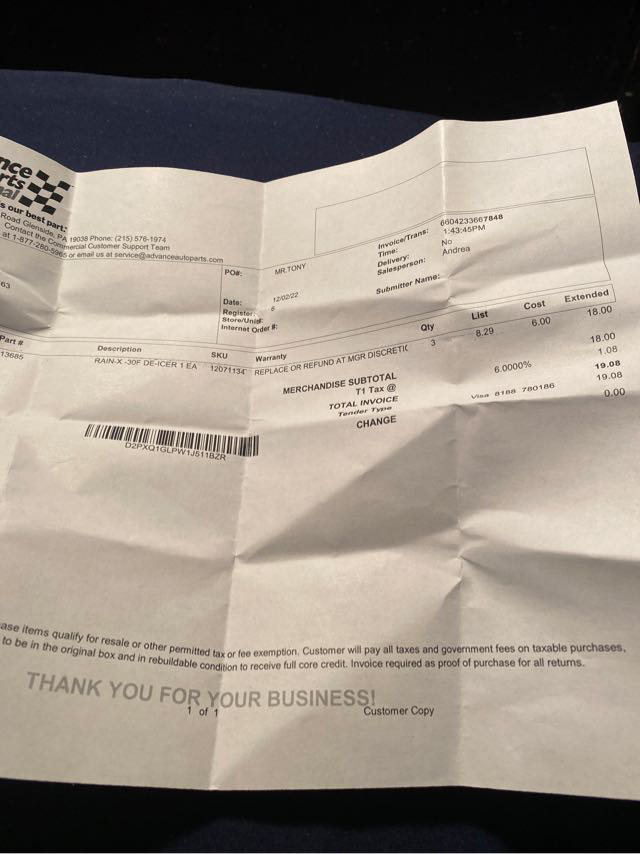 nce
rts
nal
s our best part.
Road Glenside, PA 19038 Phone: (215) 576-1974
Contact the Commercial Customer Support Team
at 1-877-280-5965 or email us at service@advanceautoparts.com
63
PO#: MR.TONY
Date: 12/02/22
Register: 6
Store/Unid:
Internet Order #:
Invoice/Trans: 6604233667848
Time: 1:43:45PM
Delivery: No
Salesperson: Andrea
Submitter Name:
Part # Description SKU Warranty Qty List Cost Extended
13685 RAIN-X -30F DE-ICER 1 EA 12071134 REPLACE OR REFUND AT MGR DISCRETIC 3 8.29 6.00 18.00
MERCHANDISE SUBTOTAL 18.00
T1 Tax @ 6.0000% 1.08
TOTAL INVOICE 19.08
Tender Type Visa 8188 780186 19.08
CHANGE 0.00
D2PXQ1GLPW1J511BZR
ase items qualify for resale or other permitted tax or fee exemption. Customer will pay all taxes and government fees on taxable purchases,
to be in the original box and in rebuildable condition to receive full core credit. Invoice required as proof of purchase for all returns.
THANK YOU FOR YOUR BUSINESS!
1 of 1 Customer Copy